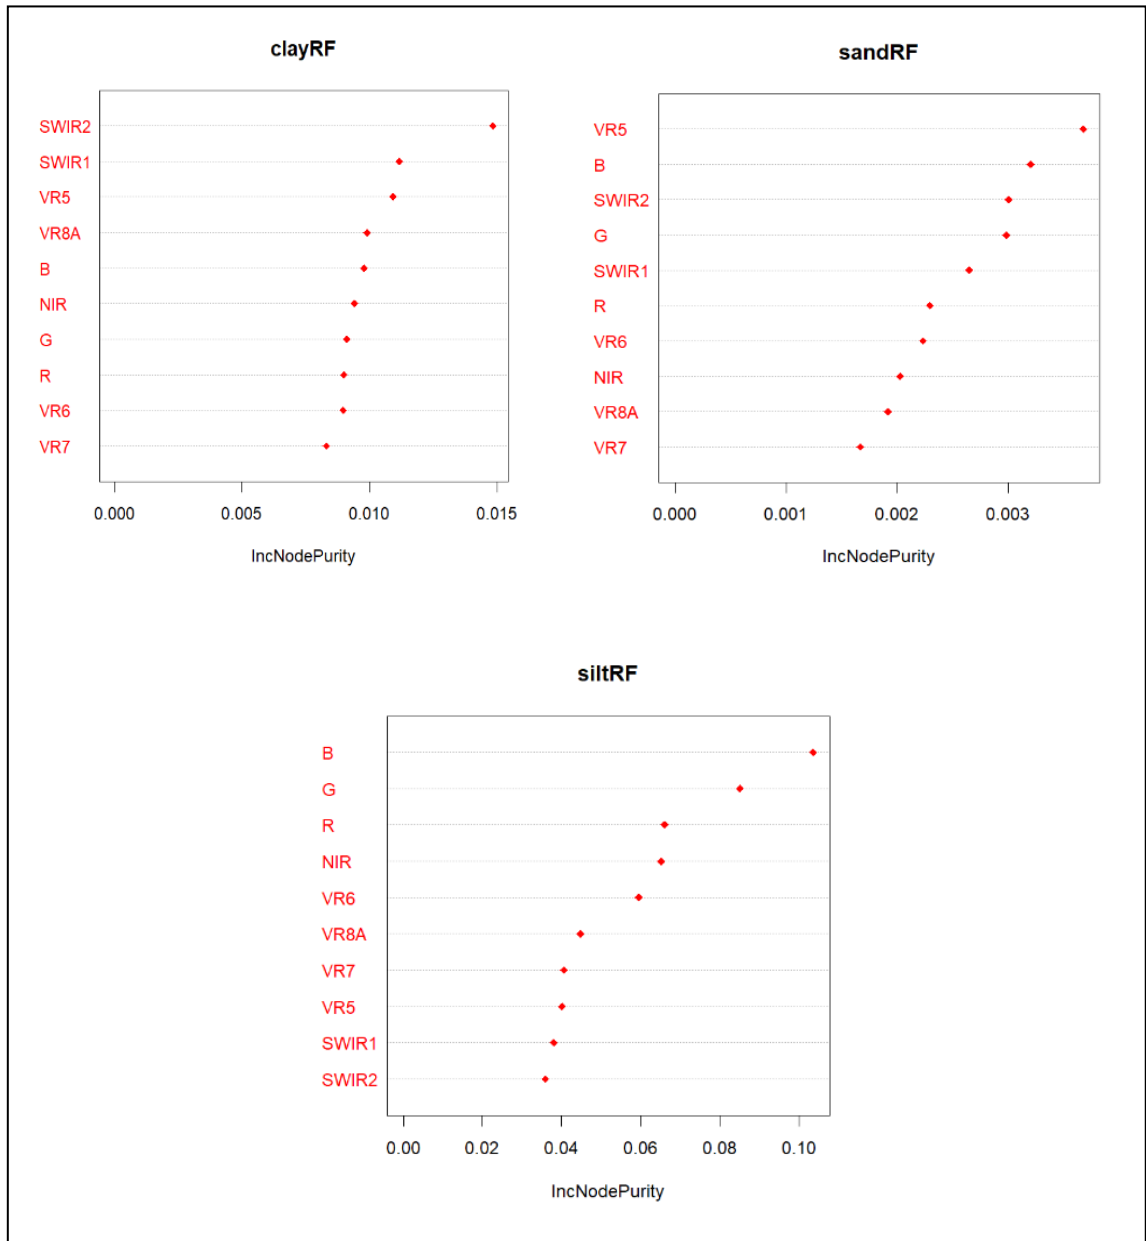 clayRF
SWIR2
SWIR1
VR5
VR8A
B
NIR
G
R
VR6
VR7
0.000 0.005 0.010 0.015
IncNodePurity
sandRF
VR5
B
SWIR2
G
SWIR1
R
VR6
NIR
VR8A
VR7
0.000 0.001 0.002 0.003
IncNodePurity
siltRF
B
G
R
NIR
VR6
VR8A
VR7
VR5
SWIR1
SWIR2
0.00 0.02 0.04 0.06 0.08 0.10
IncNodePurity